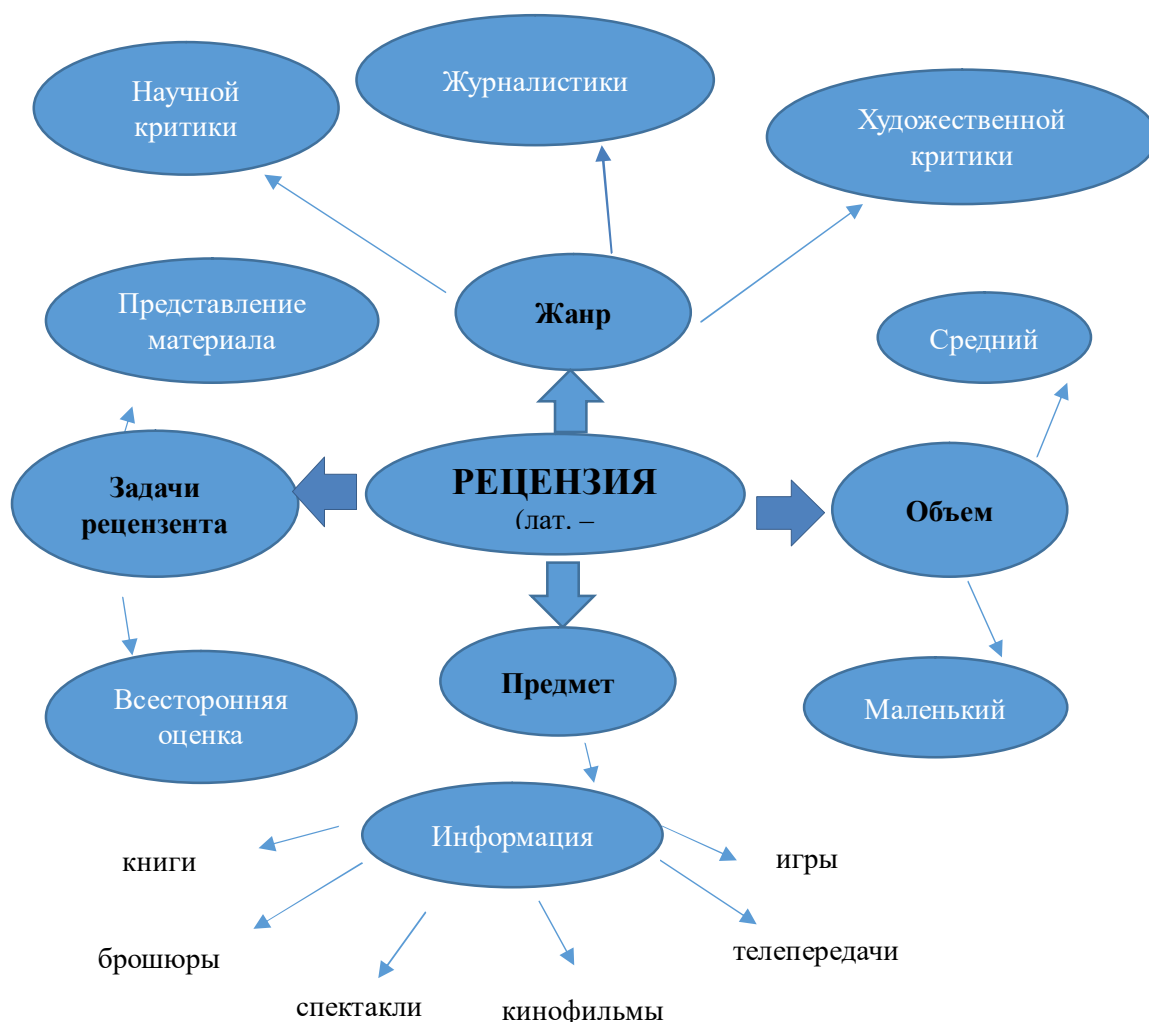 Журналистики
Научной
критики
Художественной
критики
Представление
материала
Жанр
Средний
Задачи
рецензента
РЕЦЕНЗИЯ
(лат. –
Объем
Всесторонняя
оценка
Предмет
Маленький
Информация
книги
игры
брошюры
телепередачи
спектакли
кинофильмы